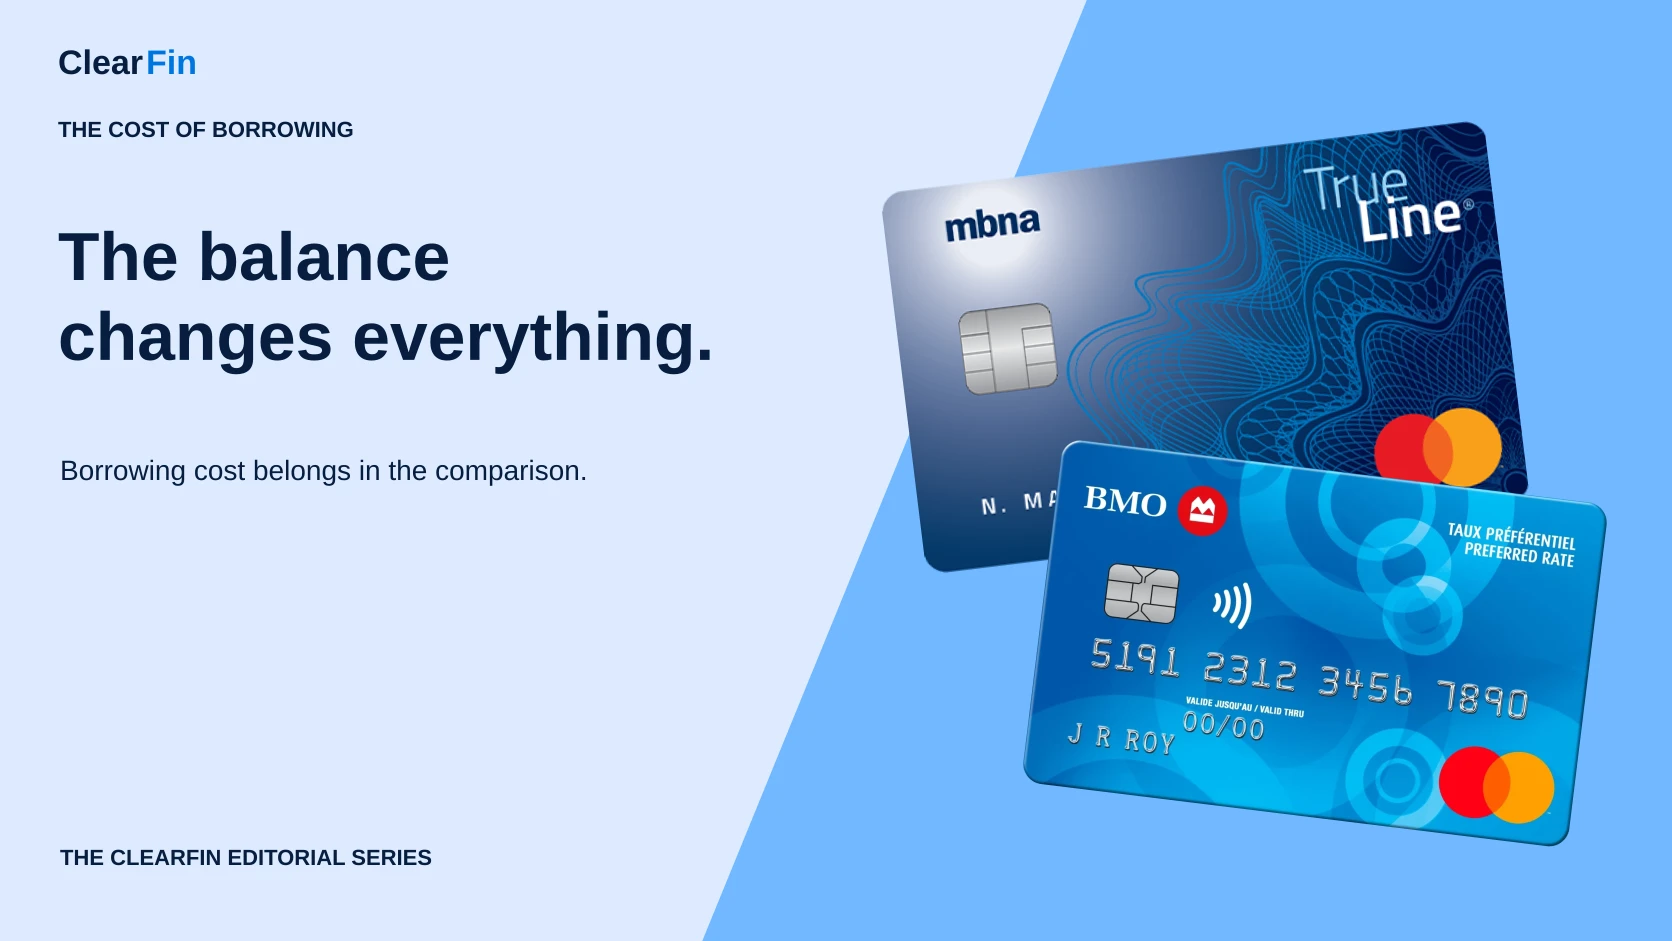 ClearFin
THE COST OF BORROWING
The balance
changes everything.
Borrowing cost belongs in the comparison.
THE CLEARFIN EDITORIAL SERIES
mbna
True
Line®
N. MA
BMO
TAUX PRÉFÉRENTIEL
PREFERRED RATE
5191 2312 3456 7890
VALIDE JUSQU'AU / VALID THRU
00/00
J R ROY